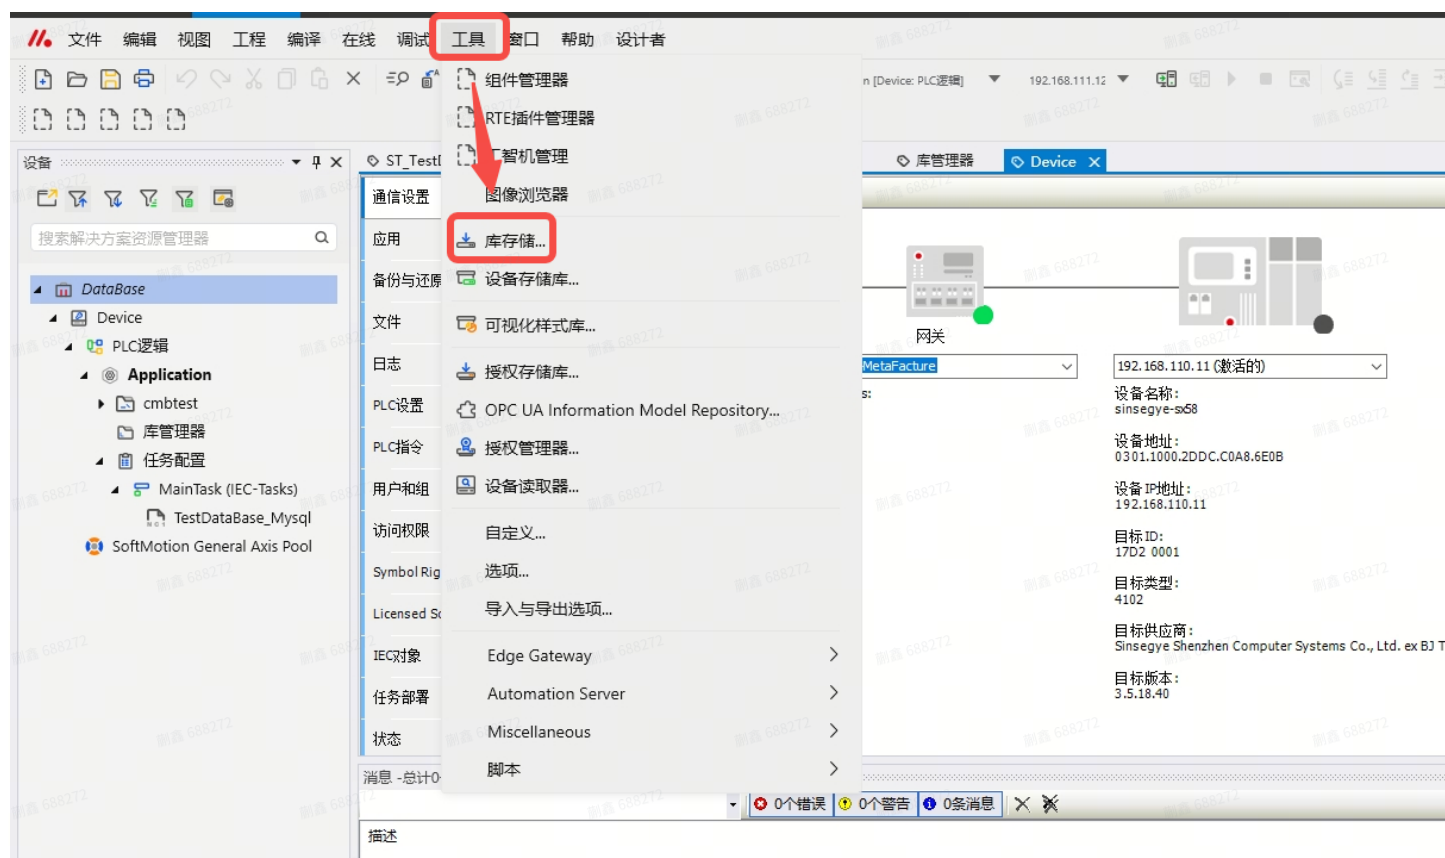 文件 编辑 视图 工程 编译 在线 调试 工具 窗口 帮助 设计者
n [Device: PLC逻辑] 192.168.111.12
设备
ST_Test
库管理器
Device
搜索解决方案资源管理器
DataBase
Device
PLC逻辑
Application
cmbtest
库管理器
任务配置
MainTask (IEC-Tasks)
TestDataBase_Mysql
SoftMotion General Axis Pool
通信设置
应用
备份与还原
文件
日志
PLC设置
PLC指令
用户和组
访问权限
Symbol Rig
Licensed So
IEC对象
任务部署
状态
组件管理器
RTE插件管理器
工智机管理
图像浏览器
库存储...
设备存储库...
可视化样式库...
授权存储库...
OPC UA Information Model Repository...
授权管理器...
设备读取器...
自定义...
选项...
导入与导出选项...
Edge Gateway
Automation Server
Miscellaneous
脚本
网关
MetaFacture
s:
192.168.110.11 (激活的)
设备名称:
sinsegye-sx58
设备地址:
0301.1000.2DDC.C0A8.6E0B
设备IP地址:
192.168.110.11
目标ID:
17D2 0001
目标类型:
4102
目标供应商:
Sinsegye Shenzhen Computer Systems Co., Ltd. ex BJ T
目标版本:
3.5.18.40
消息 -总计0
0个错误 0个警告 0条消息
描述